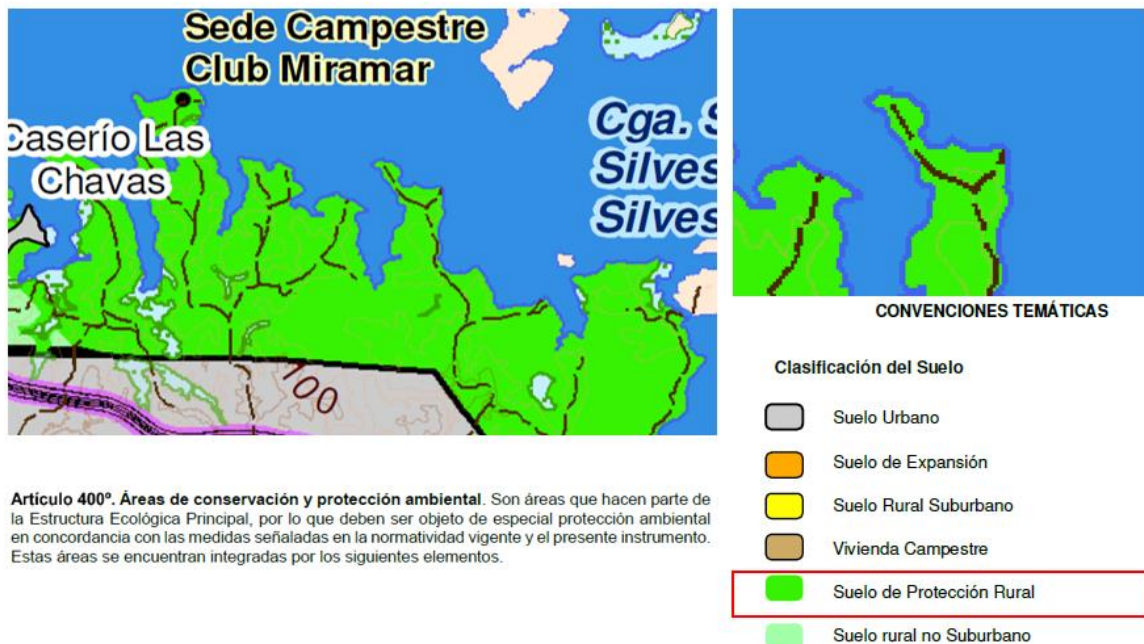 Sede Campestre
Club Miramar
Caserío Las
Chavas
Cga. S
Silves
Silves
100
CONVENCIONES TEMÁTICAS
Clasificación del Suelo
Suelo Urbano
Suelo de Expansión
Suelo Rural Suburbano
Vivienda Campestre
Suelo de Protección Rural
Suelo rural no Suburbano
Artículo 400º. Áreas de conservación y protección ambiental. Son áreas que hacen parte de
la Estructura Ecológica Principal, por lo que deben ser objeto de especial protección ambiental
en concordancia con las medidas señaladas en la normatividad vigente y el presente instrumento.
Estas áreas se encuentran integradas por los siguientes elementos.